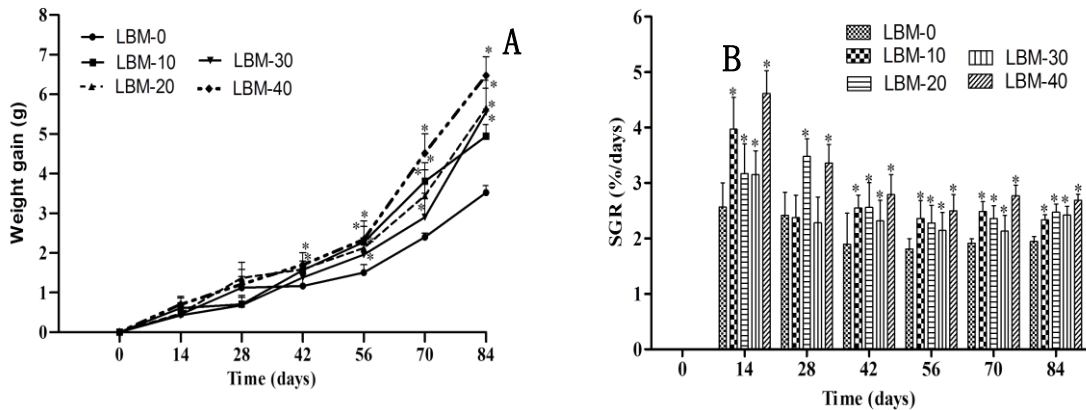 A
LBM-0
LBM-10
LBM-20
LBM-30
LBM-40
Weight gain (g)
8
7
6
5
4
3
2
1
0
* * * * * * * * * * * * * *
0 14 28 42 56 70 84
Time (days)
B
LBM-0
LBM-10
LBM-20
LBM-30
LBM-40
SGR (%/days)
6
5
4
3
2
1
0
* * * * * * * * * * * * * * * * * * * * * *
0 14 28 42 56 70 84
Time (days)